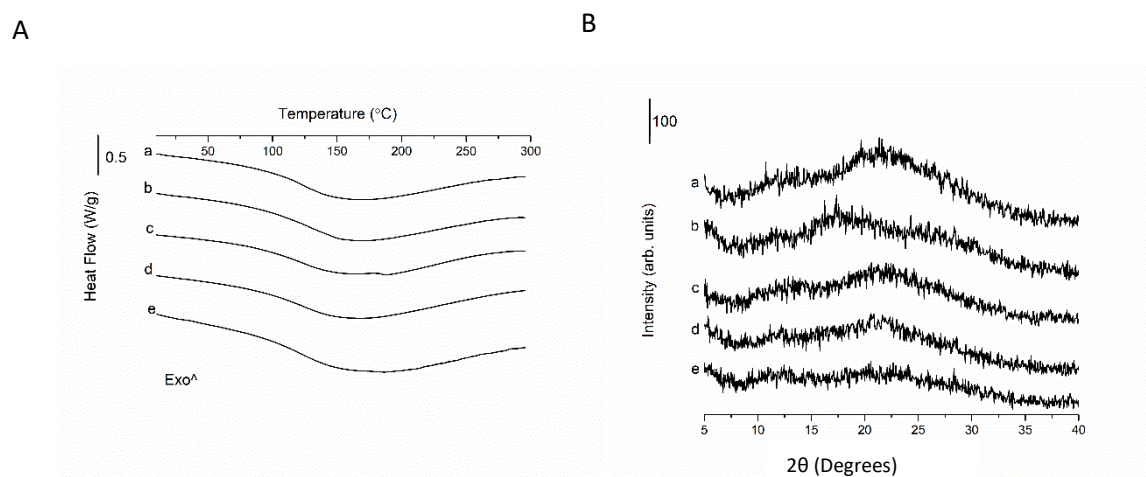 A
Temperature (°C)
50 100 150 200 250 300
0.5
Heat Flow (W/g)
a
b
c
d
e
Exo^
B
100
Intensity (arb. units)
a
b
c
d
e
5 10 15 20 25 30 35 40
2θ (Degrees)